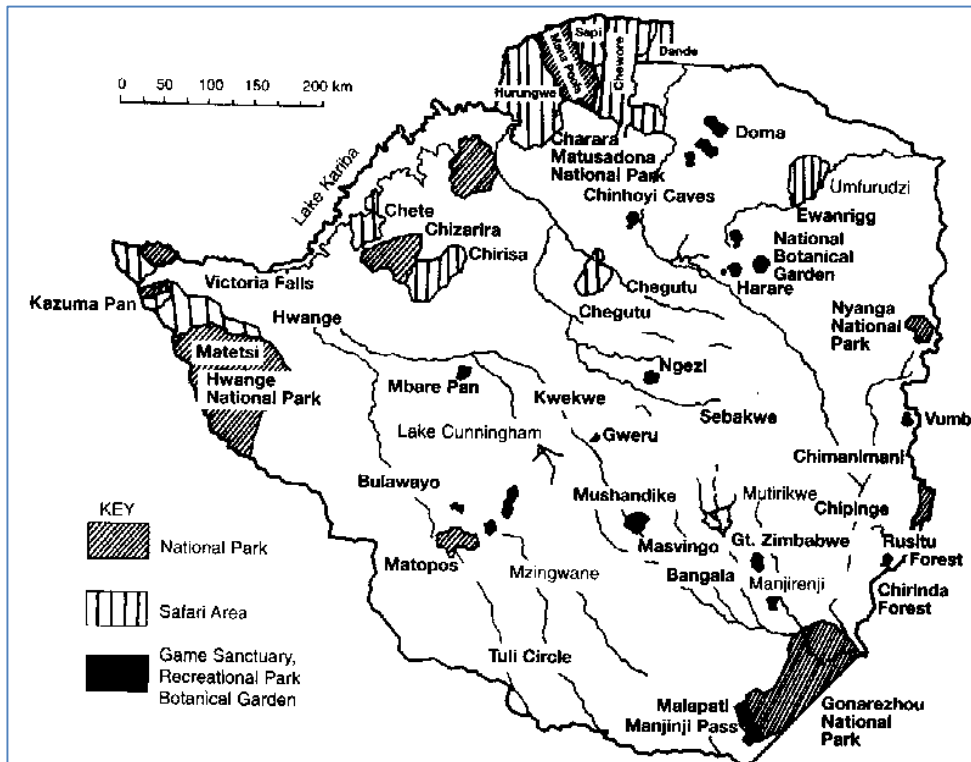 Sapi
Dande
Mana Pools
Chewore
Hurungwe
0 50 100 150 200 km
Charara
Matusadona
National Park
Doma
Lake Kariba
Chinhoyi Caves
Umfurudzi
Chete
Ewanrigg
Chizarira
National
Botanical
Garden
Chirisa
Victoria Falls
Harare
Kazuma Pan
Chegutu
Chegutu
Hwange
Nyanga
National
Park
Matetsi
Ngezi
Hwange
National Park
Mbare Pan
Kwekwe
Sebakwe
Vumb
Lake Cunningham
Gweru
Chimanimani
Bulawayo
Mushandike
Mutirikwe
Chipinge
KEY
National Park
Gt. Zimbabwe
Rusitu
Forest
Masvingo
Matopos
Mzingwane
Bangala
Manjirenji
Chirinda
Forest
Safari Area
Tuli Circle
Game Sanctuary,
Recreational Park
Botanical Garden
Malapati
Manjinji Pass
Gonarezhou
National
Park